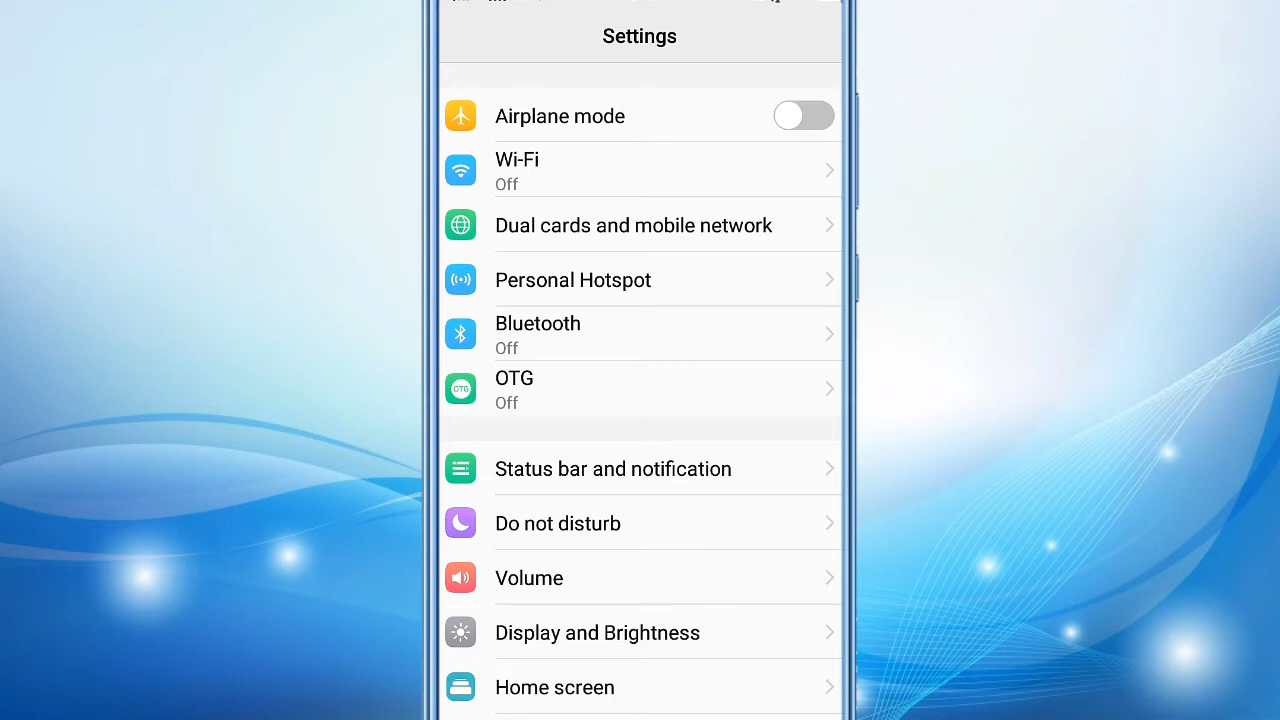 Settings
Airplane mode
Wi-Fi
Off
Dual cards and mobile network
Personal Hotspot
Bluetooth
Off
OTG
OTG
Off
Status bar and notification
Do not disturb
Volume
Display and Brightness
Home screen